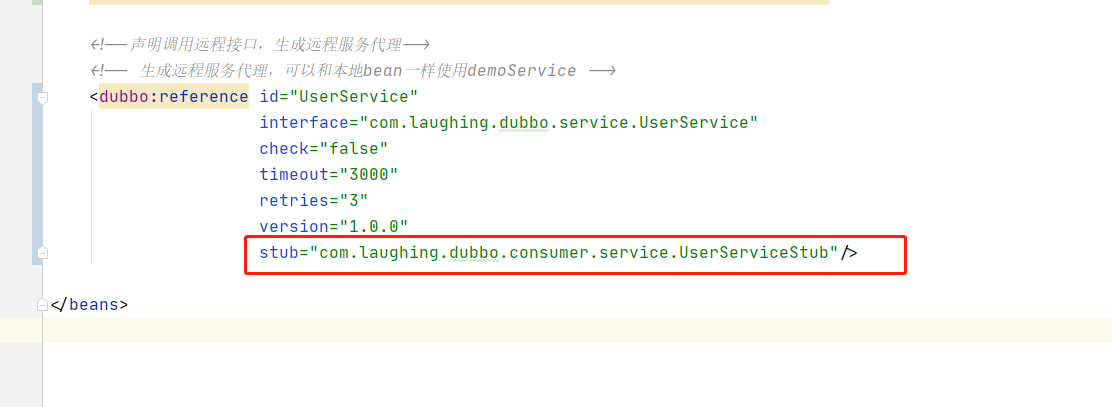 <!--声明调用远程接口，生成远程服务代理-->
<!-- 生成远程服务代理，可以和本地bean一样使用demoService -->
<dubbo:reference id="UserService"
interface="com.laughing.dubbo.service.UserService"
check="false"
timeout="3000"
retries="3"
version="1.0.0"
stub="com.laughing.dubbo.consumer.service.UserServiceStub"/>
</beans>